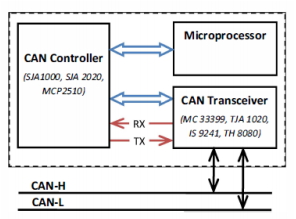 CAN Controller
(SJA1000, SJA 2020,
MCP2510)
Microprocessor
CAN Transceiver
(MC 33399, TJA 1020,
IS 9241, TH 8080)
RX
TX
CAN-H
CAN-L